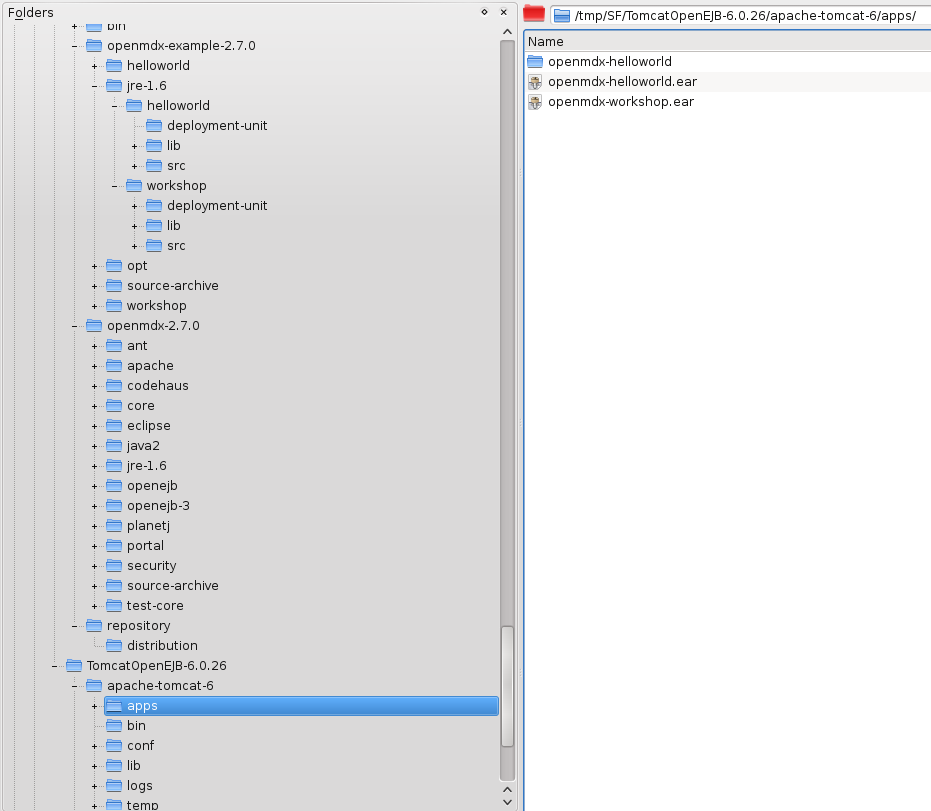 Folders
bin
openmdx-example-2.7.0
helloworld
jre-1.6
helloworld
deployment-unit
lib
src
workshop
deployment-unit
lib
src
opt
source-archive
workshop
openmdx-2.7.0
ant
apache
codehaus
core
eclipse
java2
jre-1.6
openejb
openejb-3
planetj
portal
security
source-archive
test-core
repository
distribution
TomcatOpenEJB-6.0.26
apache-tomcat-6
apps
bin
conf
lib
logs
temp
/tmp/SF/TomcatOpenEJB-6.0.26/apache-tomcat-6/apps/
Name
openmdx-helloworld
openmdx-helloworld.ear
openmdx-workshop.ear